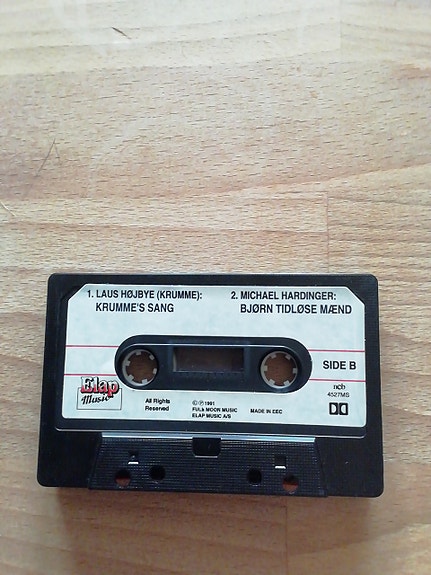 1. LAUS HØJBYE (KRUMME):
KRUMME'S SANG
2. MICHAEL HARDINGER:
BJØRN TIDLØSE MÆND
SIDE B
Elap
Music
All Rights
Reserved
©℗1991
FULL MOON MUSIC
ELAP MUSIC A/S
MADE IN EEC
ncb
4527MS